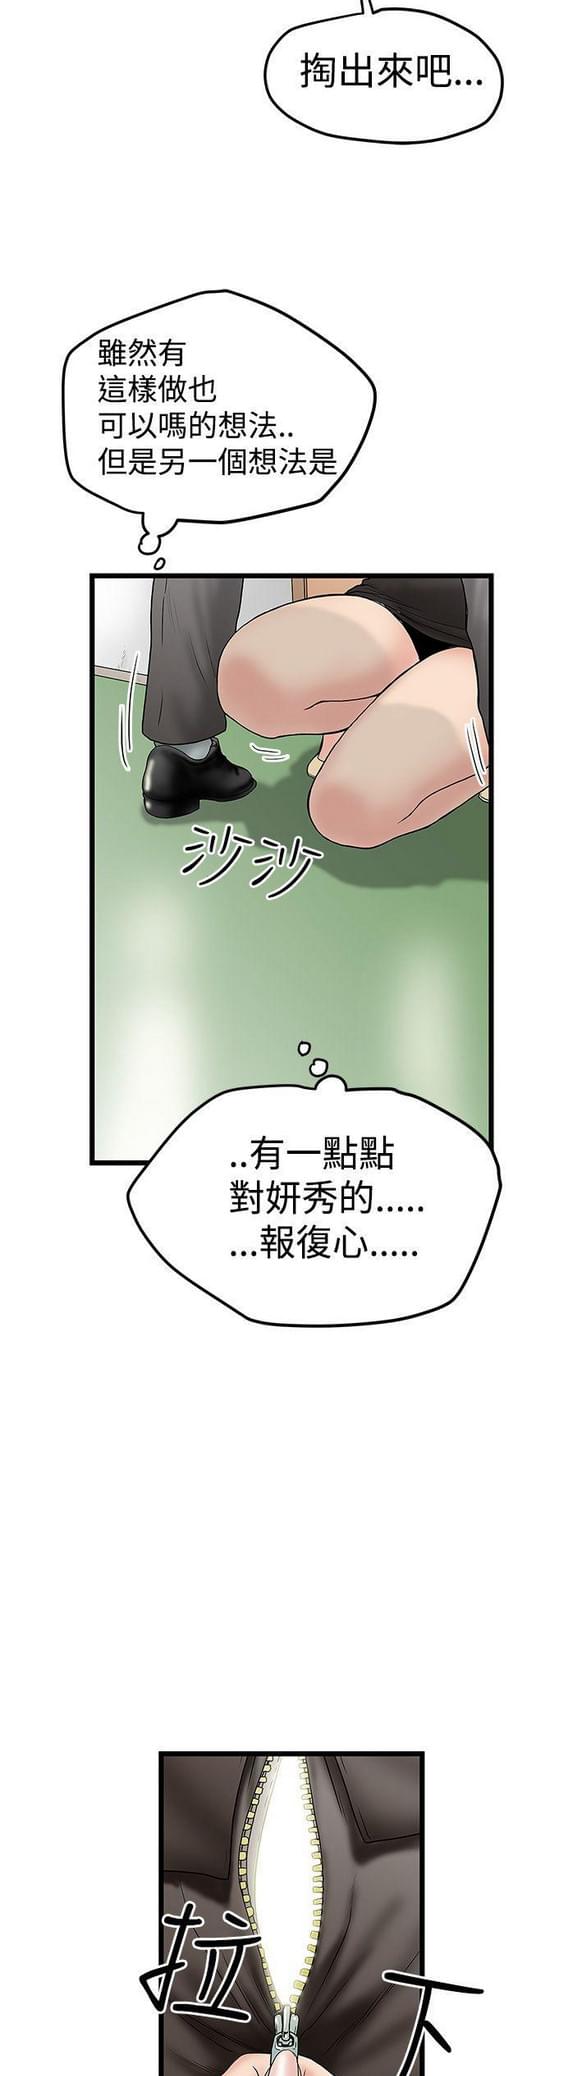 掏出來吧...
雖然有
這樣做也
可以嗎的想法..
但是另一個想法是
沙沙
..有一點點
對妍秀的.....
...報復心.....
拉下